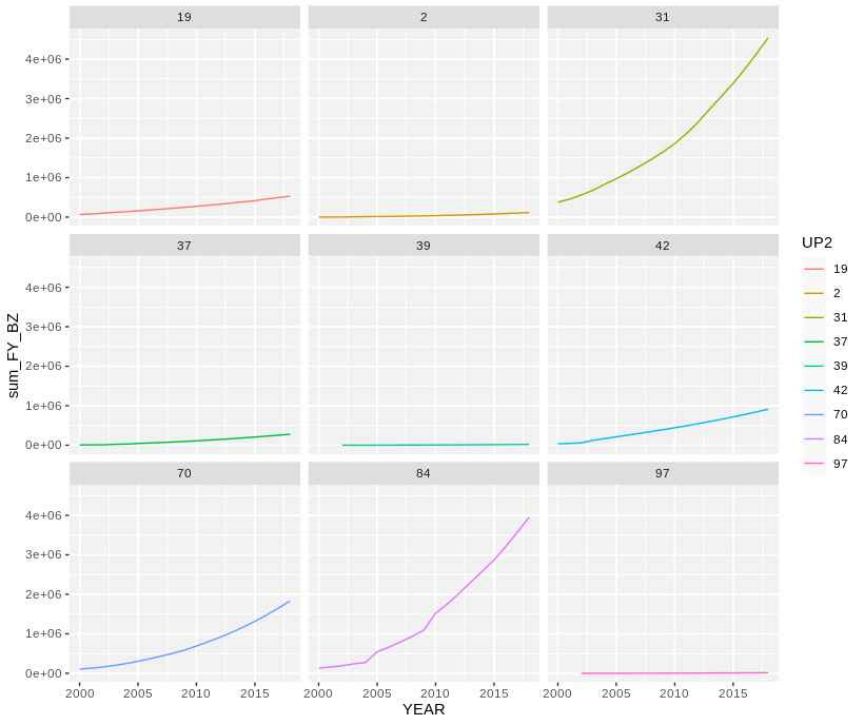 19 2 31
4e+06
3e+06
2e+06
1e+06
0e+00
37 39 42
4e+06
3e+06
2e+06
1e+06
0e+00
70 84 97
4e+06
3e+06
2e+06
1e+06
0e+00
2000 2005 2010 2015 2000 2005 2010 2015 2000 2005 2010 2015
YEAR
sum_FY_BZ
UP2
19
2
31
37
39
42
70
84
97